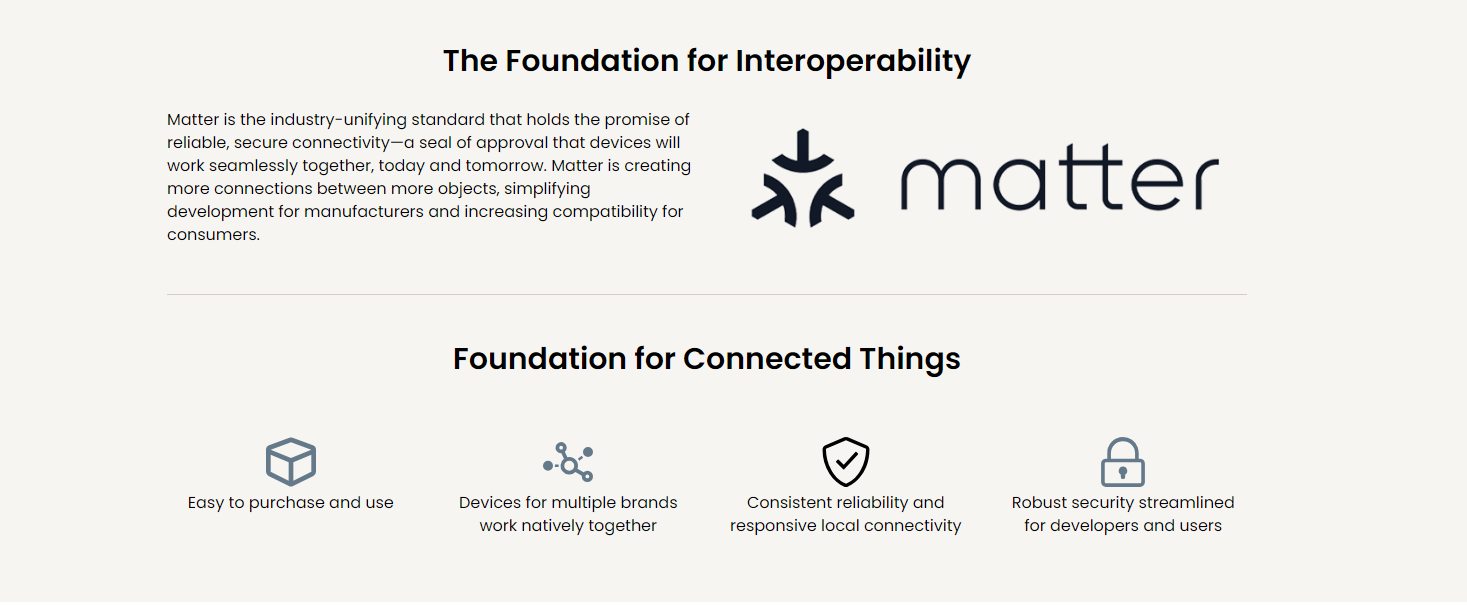 The Foundation for Interoperability
Matter is the industry-unifying standard that holds the promise of
reliable, secure connectivity—a seal of approval that devices will
work seamlessly together, today and tomorrow. Matter is creating
more connections between more objects, simplifying
development for manufacturers and increasing compatibility for
consumers.
matter
Foundation for Connected Things
Easy to purchase and use
Devices for multiple brands
work natively together
Consistent reliability and
responsive local connectivity
Robust security streamlined
for developers and users